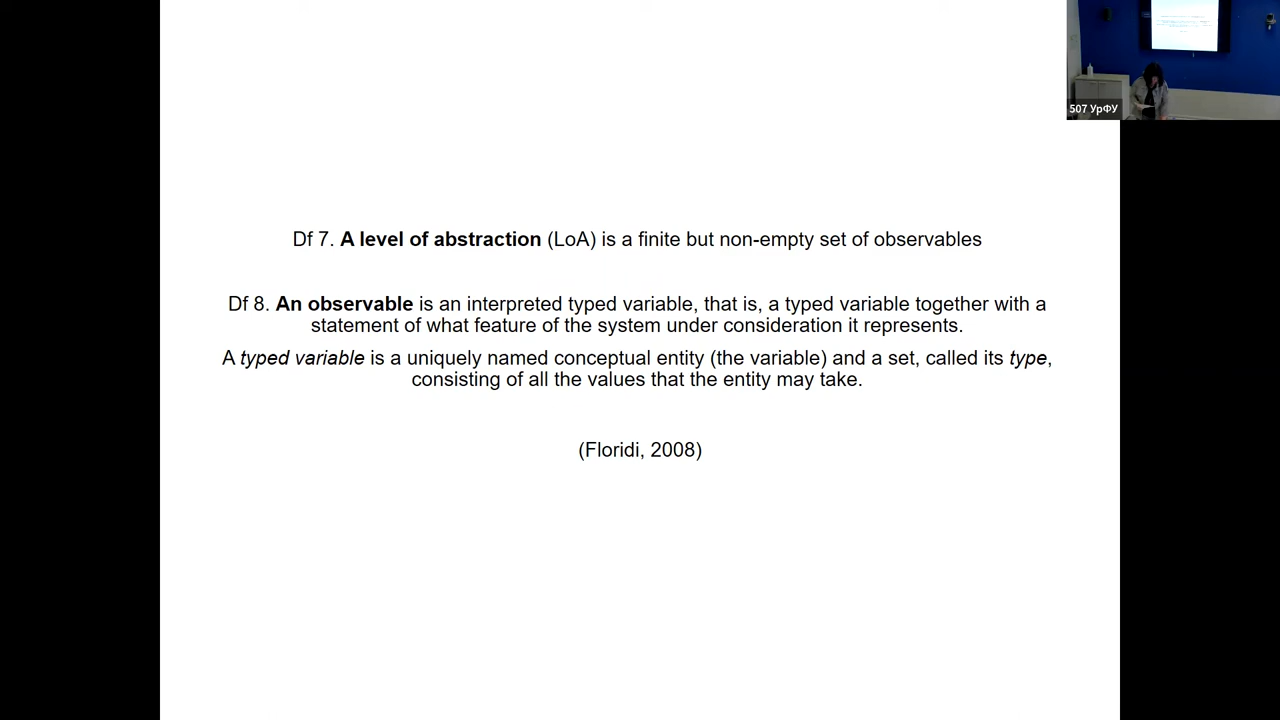 507 УрФУ
Df 7. A level of abstraction (LoA) is a finite but non-empty set of observables
Df 8. An observable is an interpreted typed variable, that is, a typed variable together with a
statement of what feature of the system under consideration it represents.
A typed variable is a uniquely named conceptual entity (the variable) and a set, called its type,
consisting of all the values that the entity may take.
(Floridi, 2008)